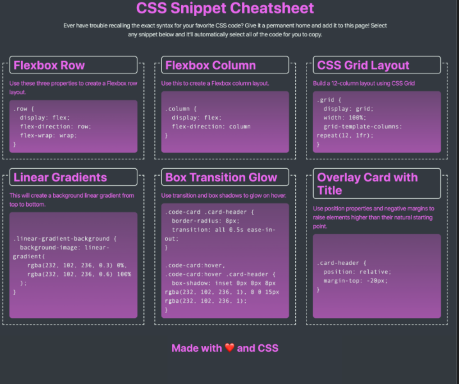 CSS Snippet Cheatsheet
Ever have trouble recalling the exact syntax for your favorite CSS code? Give it a permanent home and add it to this page! Select
any snippet below and it'll automatically select all of the code for you to copy.
Flexbox Row
Use these three properties to create a Flexbox row
layout.
.row {
display: flex;
flex-direction: row;
flex-wrap: wrap;
}
Flexbox Column
Use this to create a Flexbox column layout.
.column {
display: flex;
flex-direction: column
}
CSS Grid Layout
Build a 12-column layout using CSS Grid
.grid {
display: grid;
width: 100%;
grid-template-columns:
repeat(12, 1fr);
}
Linear Gradients
This will create a background linear gradient from
top to bottom.
.linear-gradient-background {
background-image: linear-
gradient(
rgba(232, 102, 236, 0.3) 0%,
rgba(232, 102, 236, 0.6) 100%
);
}
Box Transition Glow
Use transition and box shadows to glow on hover.
.code-card .card-header {
border-radius: 8px;
transition: all 0.5s ease-in-
out;
}
.code-card:hover,
.code-card:hover .card-header {
box-shadow: inset 0px 0px 8px
rgba(232, 102, 236, 1), 0 0 15px
rgba(232, 102, 236, 1);
}
Overlay Card with
Title
Use position properties and negative margins to
raise elements higher than their natural starting
point.
.card-header {
position: relative;
margin-top: -20px;
}
Made with ❤️ and CSS